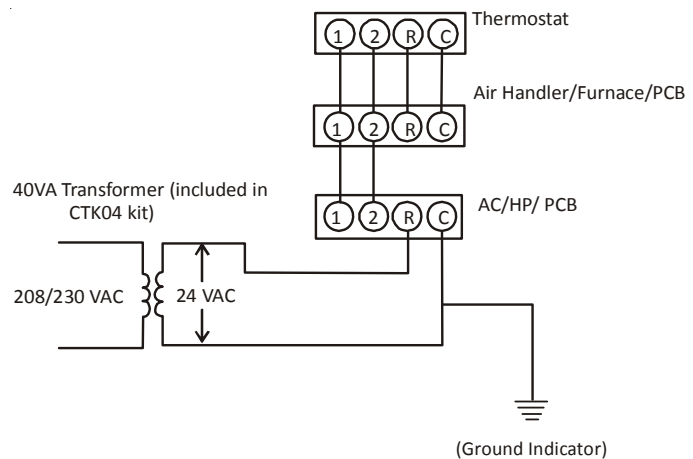 Thermostat
1 2 R C
Air Handler/Furnace/PCB
1 2 R C
40VA Transformer (included in
CTK04 kit)
AC/HP/ PCB
1 2 R C
208/230 VAC
24 VAC
(Ground Indicator)